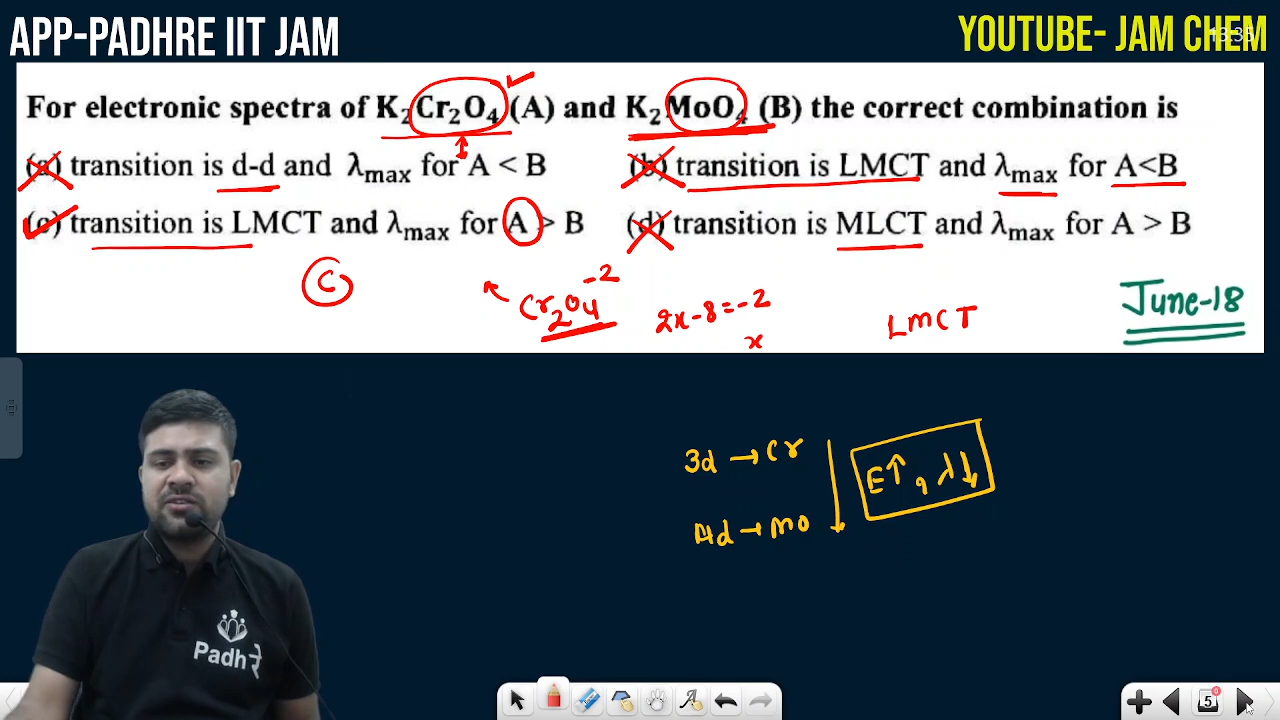 APP-PADHRE IIT JAM
YOUTUBE- JAM CHEM
For electronic spectra of K₂Cr₂O₄ (A) and K₂MoO₄ (B) the correct combination is
(a) transition is d-d and λmax for A < B
(b) transition is LMCT and λmax for A<B
(c) transition is LMCT and λmax for A > B
(d) transition is MLCT and λmax for A > B
C
Cr₂O₄⁻²
2x-8=-2
x
LMCT
June-18
3d → Cr
E↑, λ↓
4d → Mo
Padhरे
5